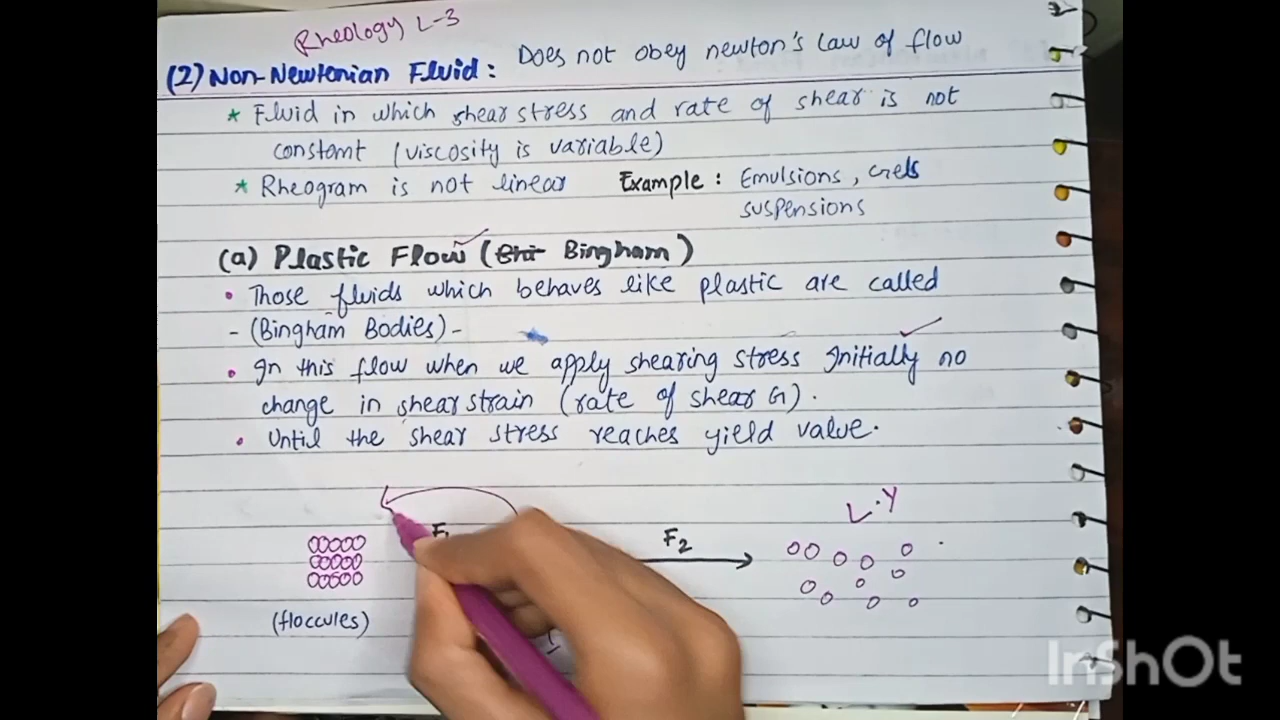 Rheology L-3
(2) Non-Newtonian Fluid: Does not obey newton's law of flow
* Fluid in which shear stress and rate of shear is not
constant (viscosity is variable)
* Rheogram is not linear Example: Emulsions, Gels
suspensions
(a) Plastic Flow ( Bingham)
• Those fluids which behaves like plastic are called
- (Bingham Bodies) -
• In this flow when we apply shearing stress Initially no
change in shear strain (rate of shear G).
• Until the shear stress reaches yield value.
L.Y
F₁ F₂
(floccules)
InShOt